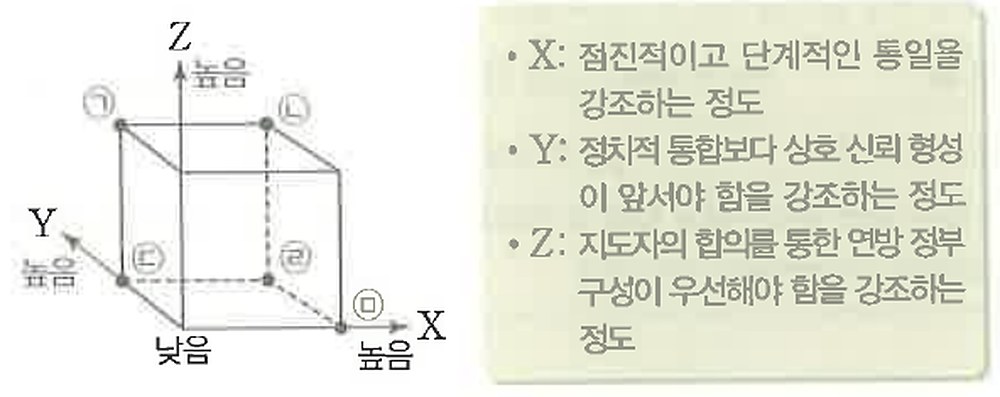 Z
높음
㉠
㉡
Y
높음
㉢
㉣
㉤
X
낮음
높음
• X: 점진적이고 단계적인 통일을
강조하는 정도
• Y: 정치적 통합보다 상호 신뢰 형성
이 앞서야 함을 강조하는 정도
• Z: 지도자의 합의를 통한 연방 정부
구성이 우선해야 함을 강조하는
정도